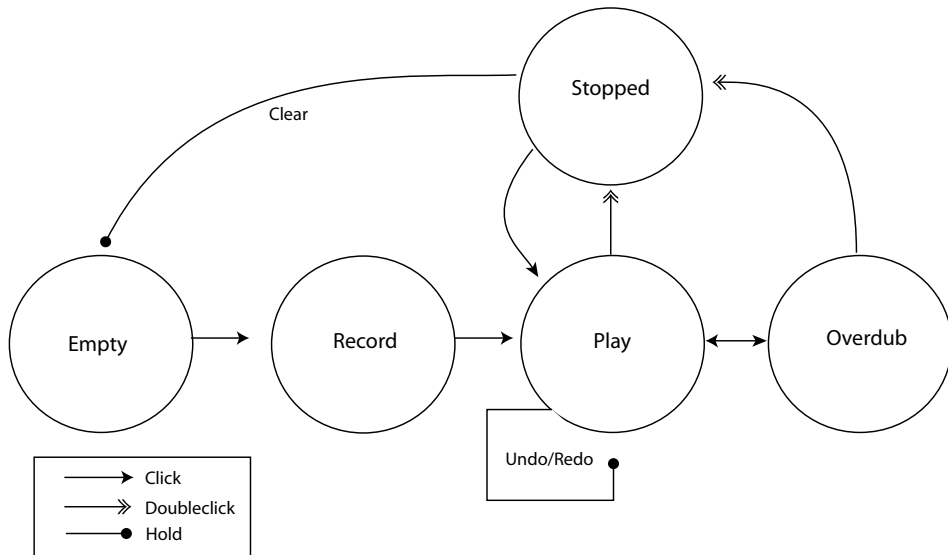 Stopped
Clear
Empty
Record
Play
Overdub
Undo/Redo
Click
Doubleclick
Hold